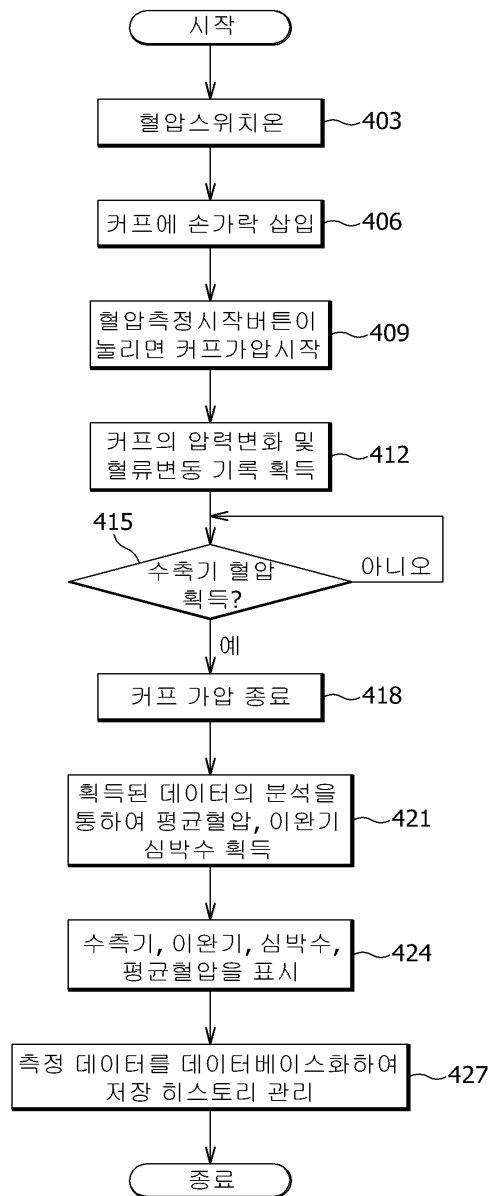 시작
혈압스위치온
403
커프에 손가락 삽입
406
혈압측정시작버튼이
눌리면 커프가압시작
409
커프의 압력변화 및
혈류변동 기록 획득
412
415
수축기 혈압
획득?
아니오
예
커프 가압 종료
418
획득된 데이터의 분석을
통하여 평균혈압, 이완기
심박수 획득
421
수측기, 이완기, 심박수,
평균혈압을 표시
424
측정 데이터를 데이터베이스화하여
저장 히스토리 관리
427
종료